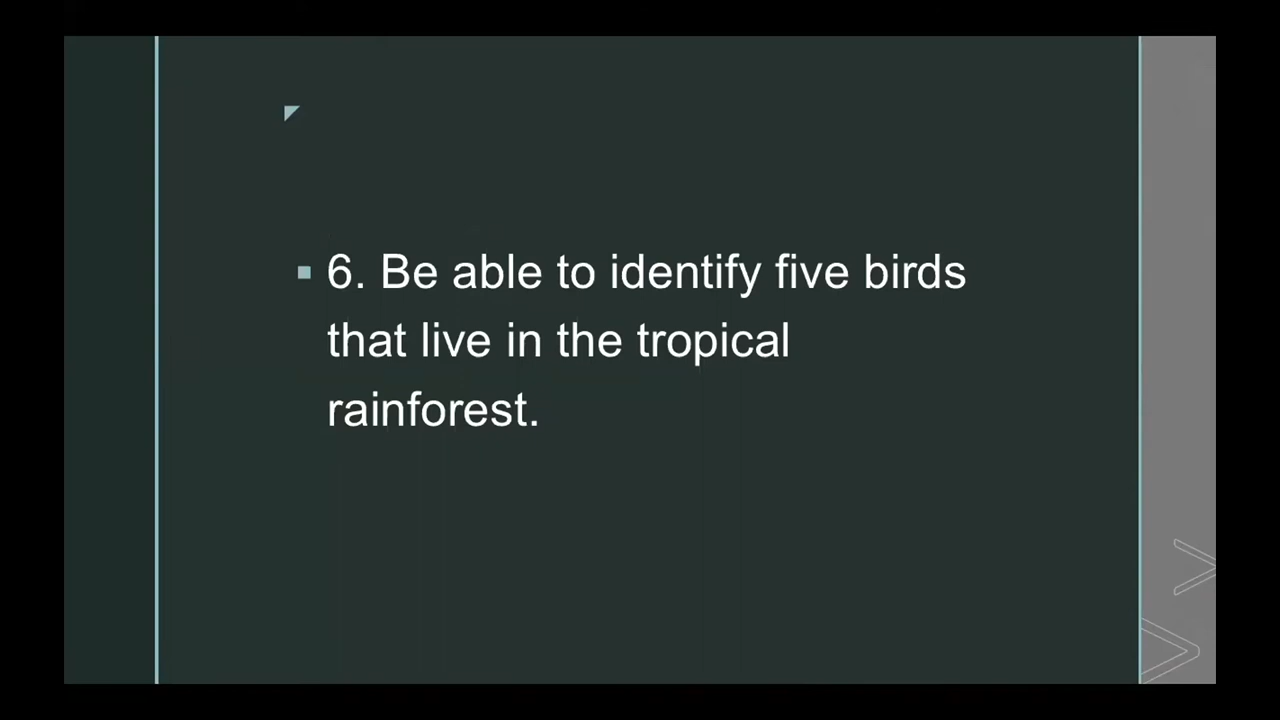 6. Be able to identify five birds
that live in the tropical
rainforest.